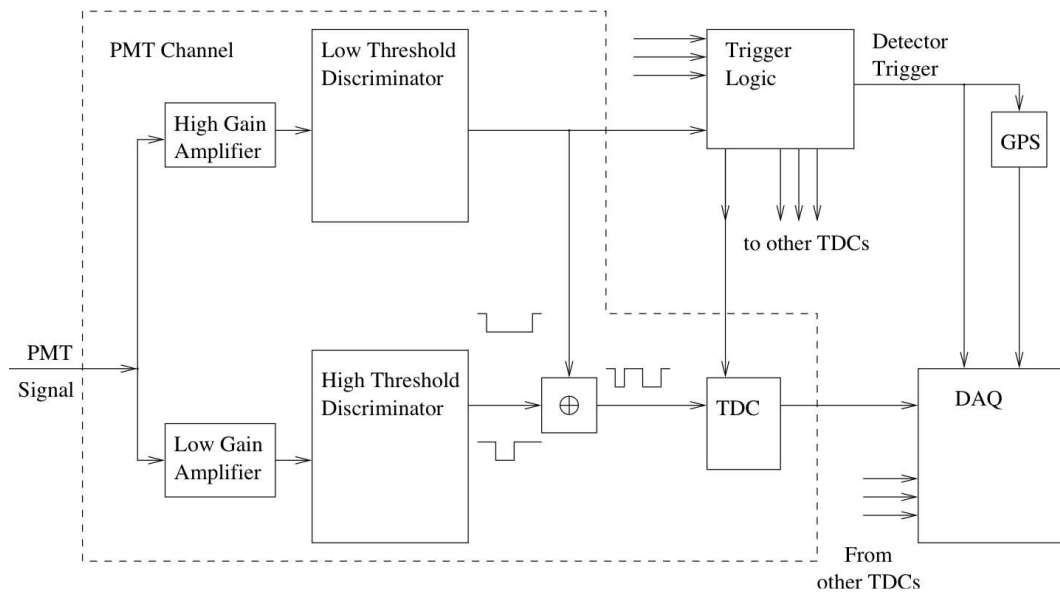 PMT Channel
Low Threshold
Discriminator
High Gain
Amplifier
Trigger
Logic
Detector
Trigger
GPS
to other TDCs
PMT
Signal
High Threshold
Discriminator
Low Gain
Amplifier
⊕
TDC
DAQ
From
other TDCs